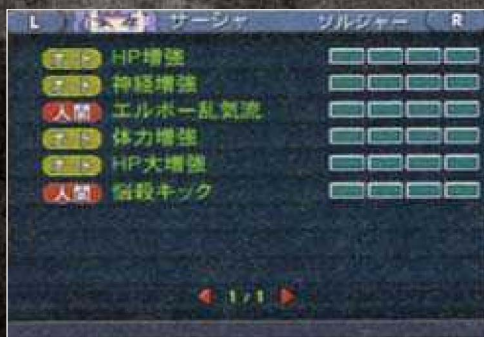 L サーシャ ソルジャー R
オート HP増強
オート 神経増強
人間 エルボー乱気流
オート 体力増強
オート HP大増強
人間 悩殺キック
1/1